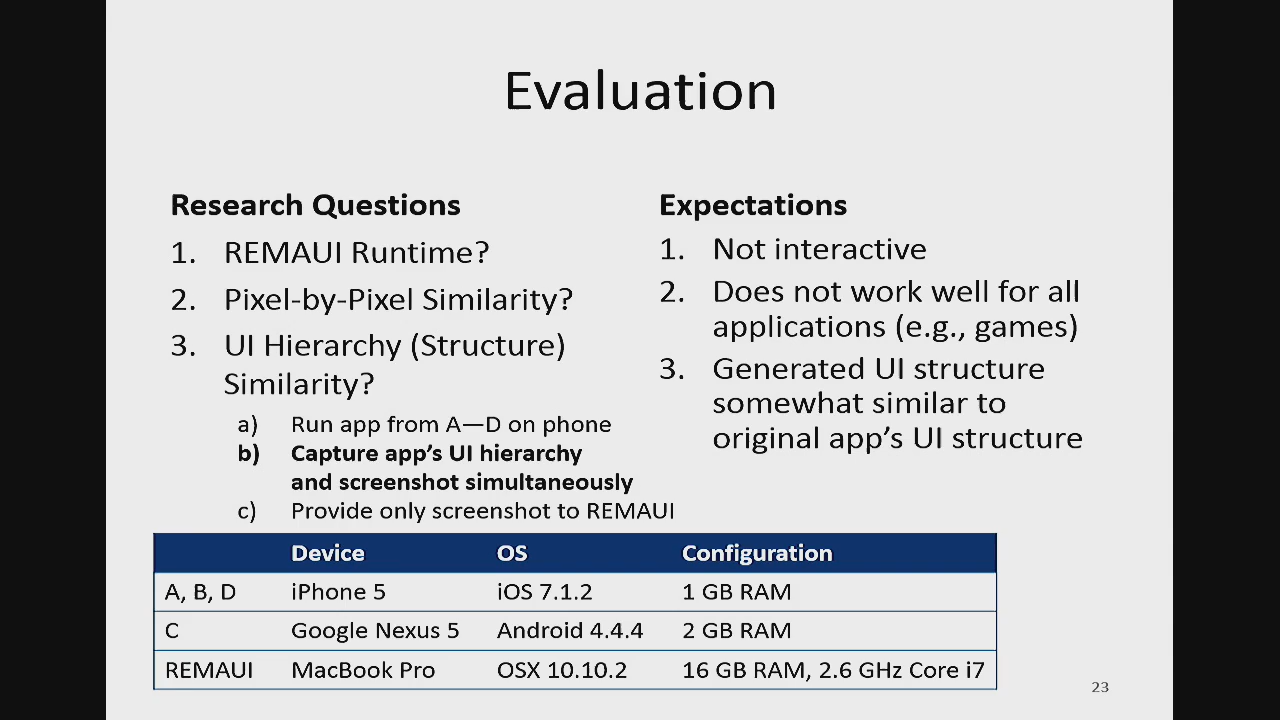 Evaluation
Research Questions
1. REMAUI Runtime?
2. Pixel-by-Pixel Similarity?
3. UI Hierarchy (Structure)
Similarity?
a) Run app from A—D on phone
b) Capture app's UI hierarchy
and screenshot simultaneously
c) Provide only screenshot to REMAUI
Expectations
1. Not interactive
2. Does not work well for all
applications (e.g., games)
3. Generated UI structure
somewhat similar to
original app's UI structure
Device OS Configuration
A, B, D iPhone 5 iOS 7.1.2 1 GB RAM
C Google Nexus 5 Android 4.4.4 2 GB RAM
REMAUI MacBook Pro OSX 10.10.2 16 GB RAM, 2.6 GHz Core i7
23